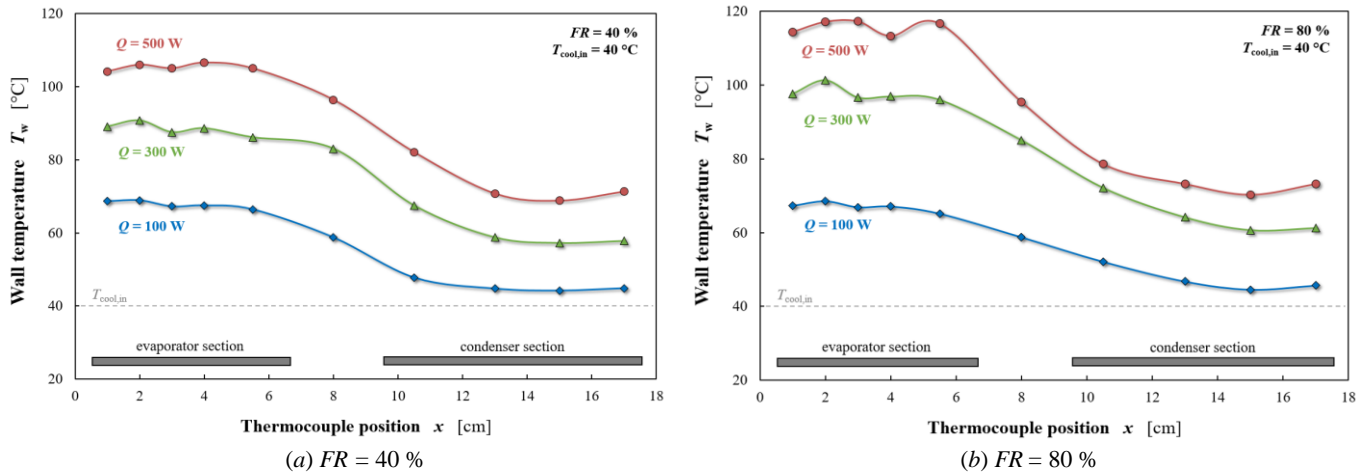 120
100
80
60
40
20
Wall temperature T_w [°C]
Q = 500 W
Q = 300 W
Q = 100 W
FR = 40 %
T_cool,in = 40 °C
T_cool,in
evaporator section
condenser section
0 2 4 6 8 10 12 14 16 18
Thermocouple position x [cm]
(a) FR = 40 %
120
100
80
60
40
20
Wall temperature T_w [°C]
Q = 500 W
Q = 300 W
Q = 100 W
FR = 80 %
T_cool,in = 40 °C
T_cool,in
evaporator section
condenser section
0 2 4 6 8 10 12 14 16 18
Thermocouple position x [cm]
(b) FR = 80 %